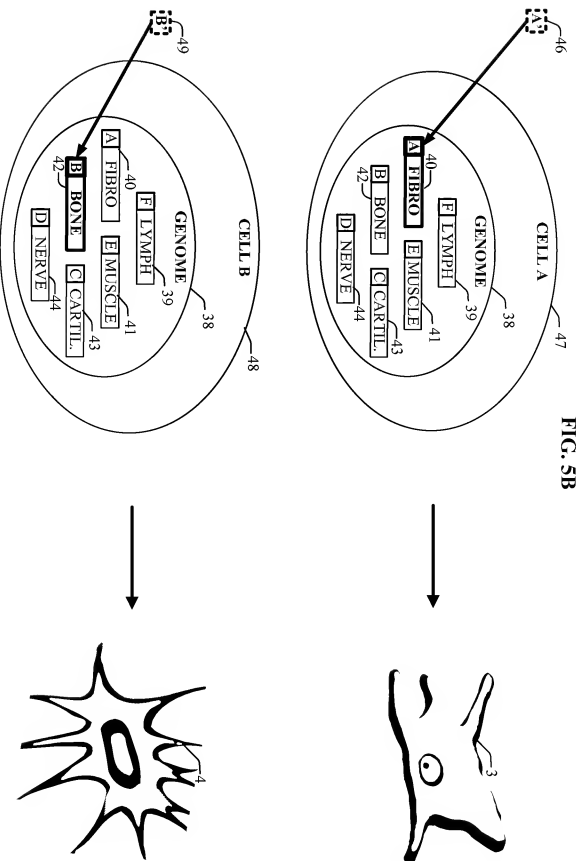 FIG. 5B
46
A'
47
CELL A
38
GENOME
F LYMPH
39
40
A FIBRO
E MUSCLE
41
B BONE
42
C CARTIL.
43
D NERVE
44
3
49
B'
48
CELL B
38
GENOME
F LYMPH
39
40
A FIBRO
E MUSCLE
41
B BONE
42
C CARTIL.
43
D NERVE
44
4